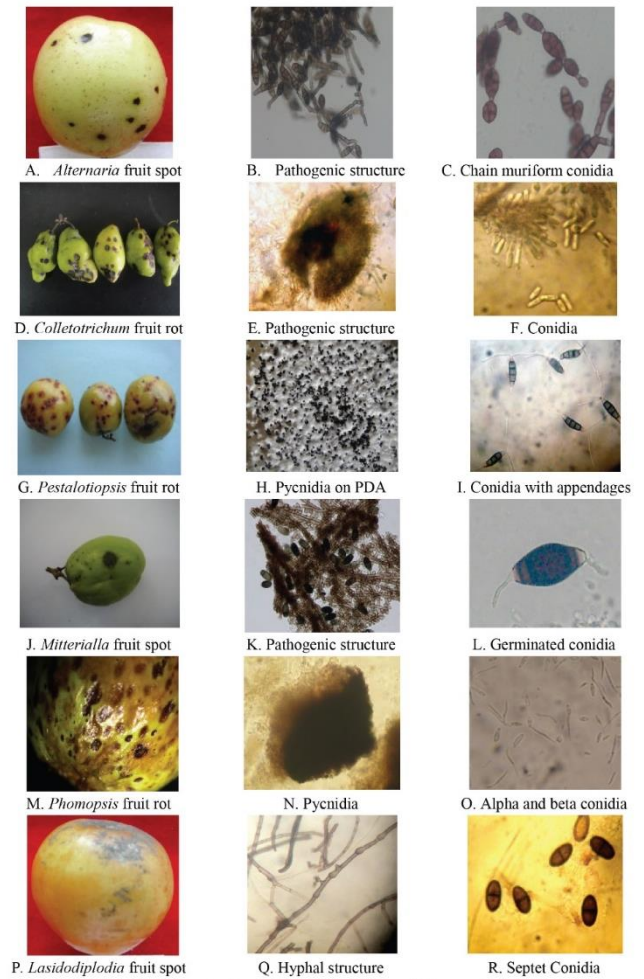 A. Alternaria fruit spot
B. Pathogenic structure
C. Chain muriform conidia
D. Colletotrichum fruit rot
E. Pathogenic structure
F. Conidia
G. Pestalotiopsis fruit rot
H. Pycnidia on PDA
I. Conidia with appendages
J. Mitterialla fruit spot
K. Pathogenic structure
L. Germinated conidia
M. Phomopsis fruit rot
N. Pycnidia
O. Alpha and beta conidia
P. Lasidodiplodia fruit spot
Q. Hyphal structure
R. Septet Conidia